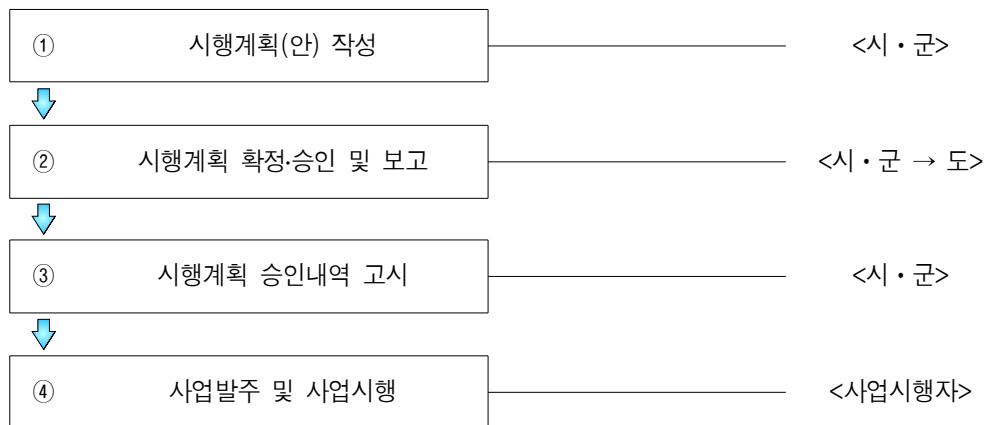 ① 시행계획(안) 작성 <시・군>
② 시행계획 확정·승인 및 보고 <시・군 → 도>
③ 시행계획 승인내역 고시 <시・군>
④ 사업발주 및 사업시행 <사업시행자>